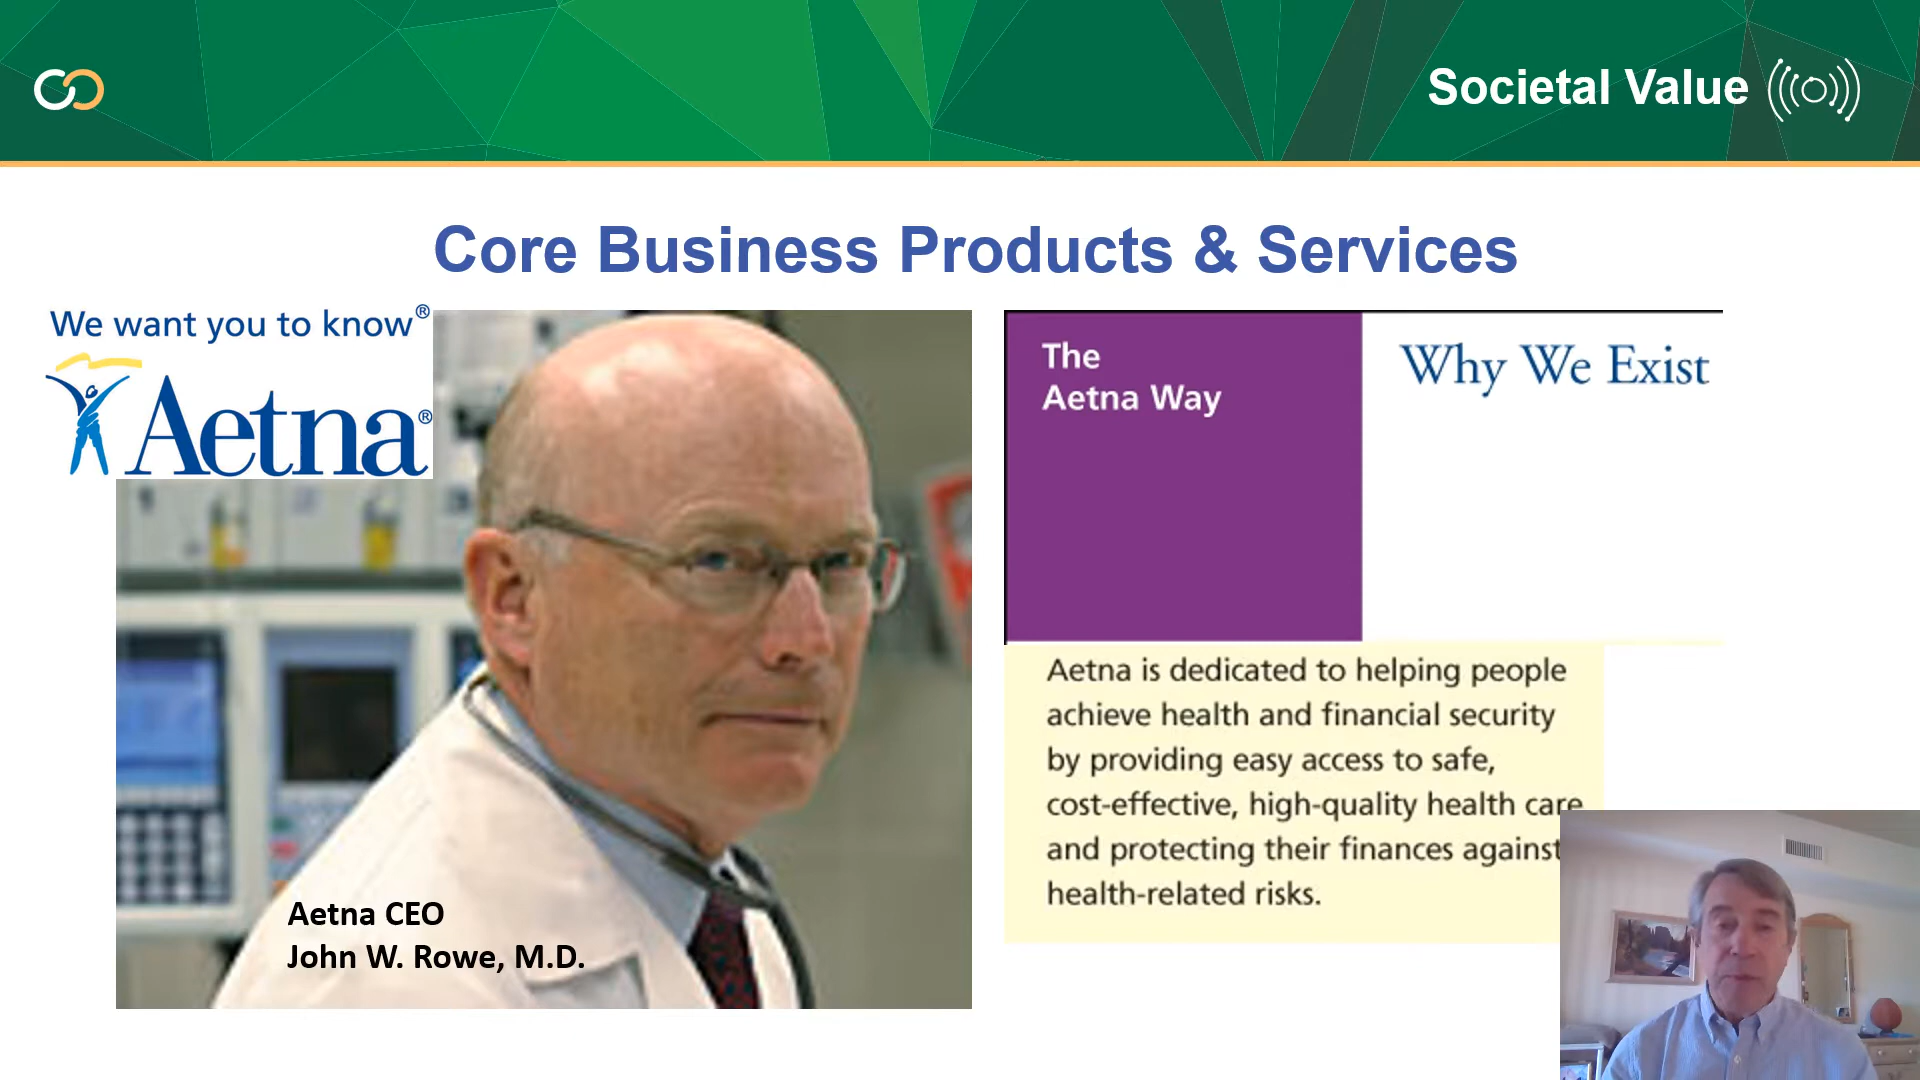 Societal Value
Core Business Products & Services
We want you to know®
Aetna®
Aetna CEO
John W. Rowe, M.D.
The
Aetna Way
Why We Exist
Aetna is dedicated to helping people
achieve health and financial security
by providing easy access to safe,
cost-effective, high-quality health care
and protecting their finances against
health-related risks.